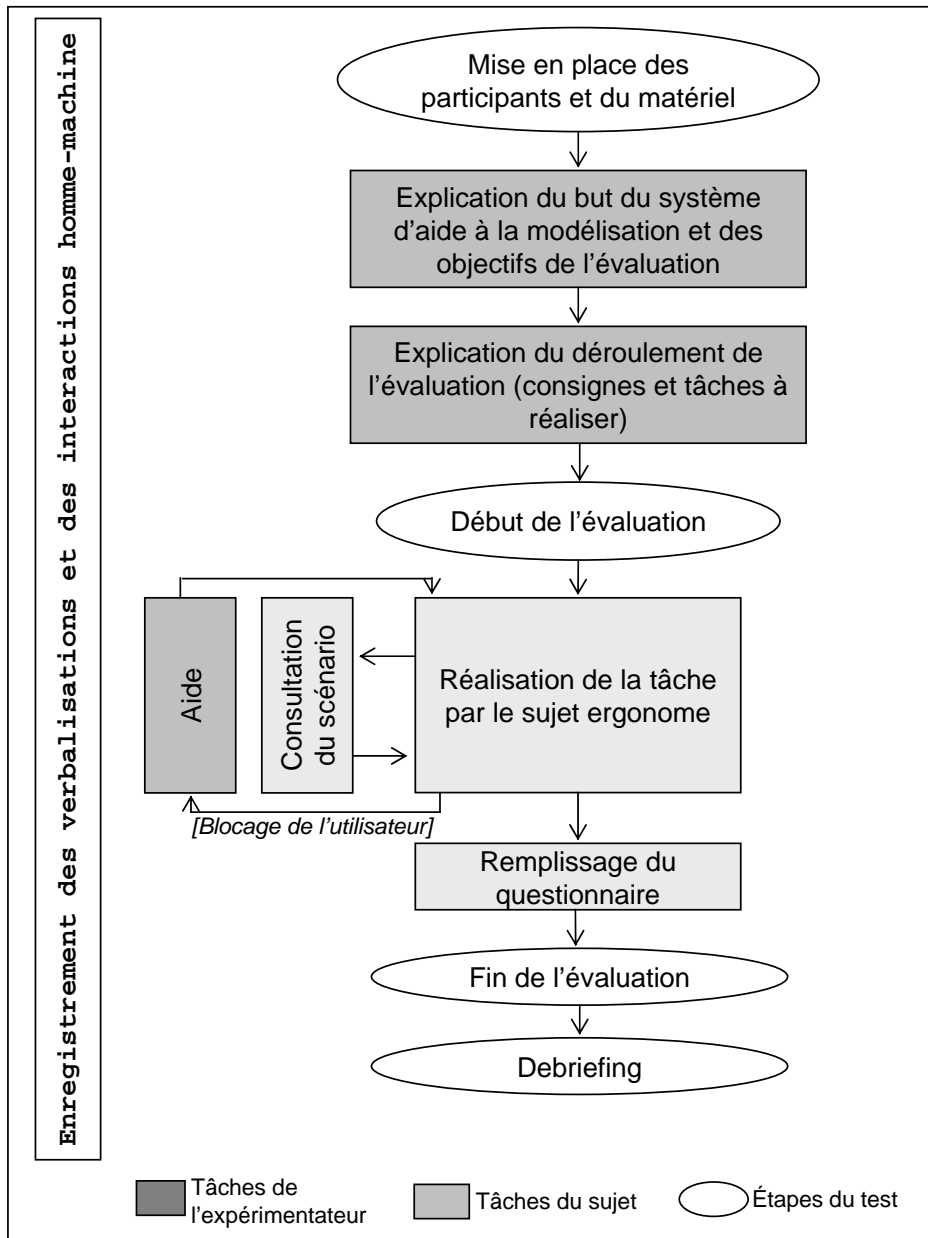 Enregistrement des verbalisations et des interactions homme-machine
Mise en place des
participants et du matériel
Explication du but du système
d'aide à la modélisation et des
objectifs de l'évaluation
Explication du déroulement de
l'évaluation (consignes et tâches à
réaliser)
Début de l'évaluation
Aide
Consultation
du scénario
Réalisation de la tâche
par le sujet ergonome
[Blocage de l'utilisateur]
Remplissage du
questionnaire
Fin de l'évaluation
Debriefing
Tâches de
l'expérimentateur
Tâches du sujet
Étapes du test